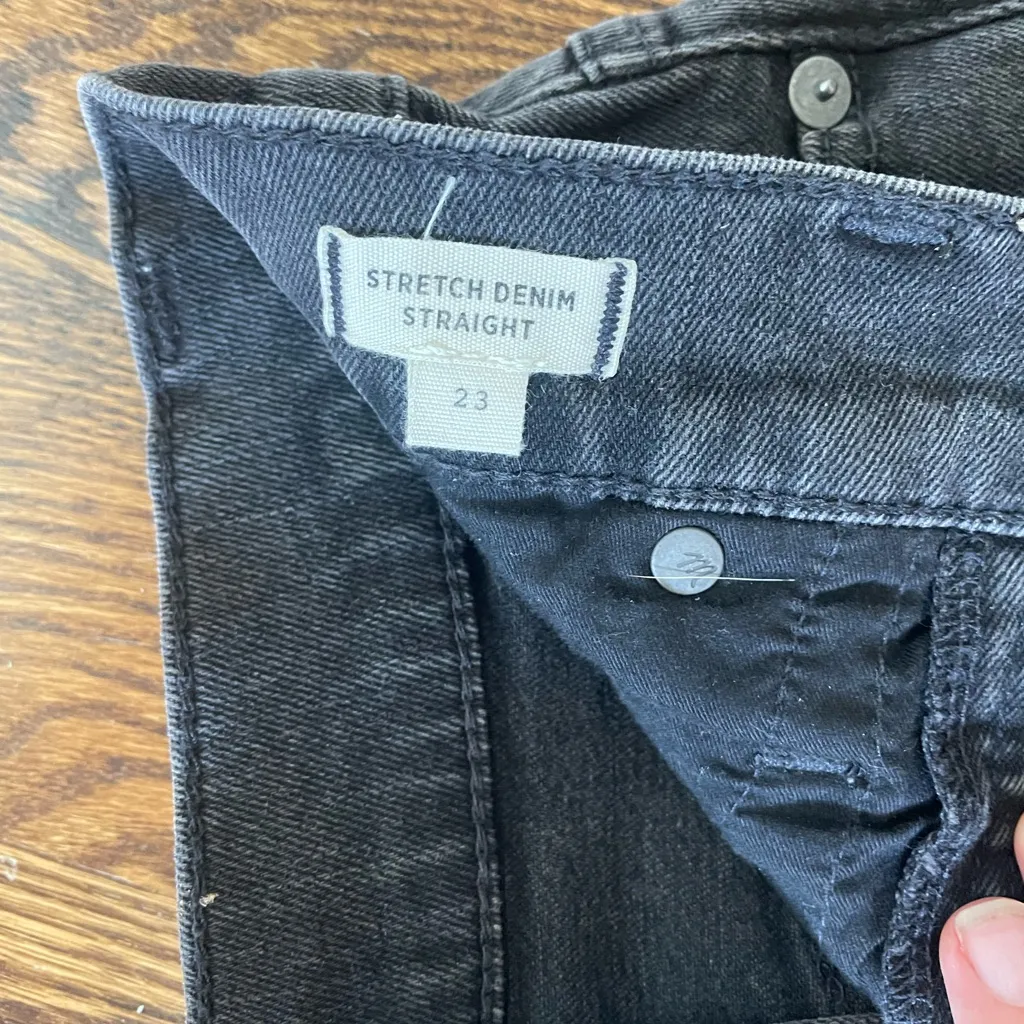 STRETCH DENIM
STRAIGHT
23